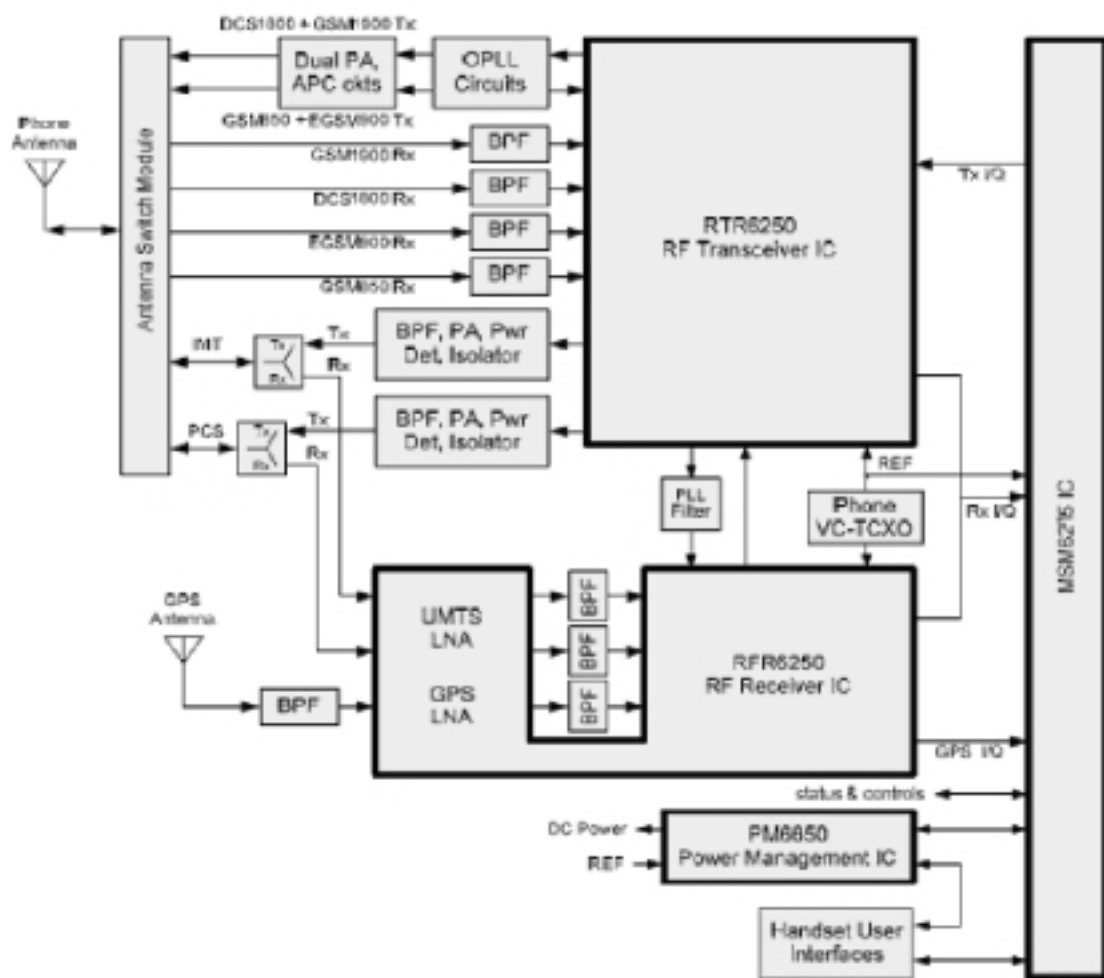 DCS1800 + GSM1900 Tx
Dual PA,
APC ckts
OPLL
Circuits
GSM850 + EGSM900 Tx
Phone
Antenna
Antenna Switch Module
BPF
GSM1900 Rx
BPF
DCS1800 Rx
BPF
EGSM900 Rx
BPF
GSM850 Rx
RTR6250
RF Transceiver IC
Tx I/Q
MSM6275 IC
IMT
Tx
Rx
Tx
Rx
BPF, PA, Pwr
Det, Isolator
PCS
Tx
Rx
Tx
Rx
BPF, PA, Pwr
Det, Isolator
PLL
Filter
REF
Phone
VC-TCXO
Rx I/Q
GPS
Antenna
BPF
UMTS
LNA
GPS
LNA
BPF
BPF
BPF
RFR6250
RF Receiver IC
GPS I/Q
status & controls
DC Power
REF
PM6650
Power Management IC
Handset User
Interfaces